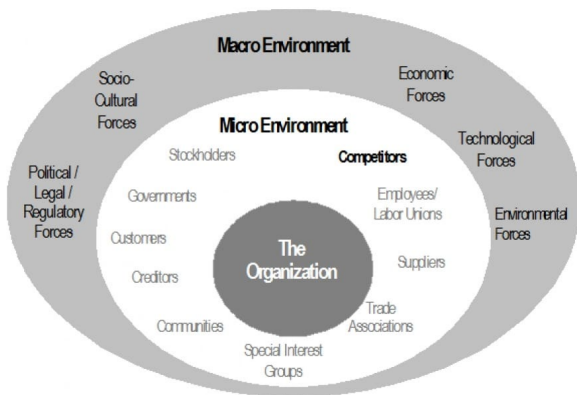 Macro Environment
Socio-
Cultural
Forces
Economic
Forces
Political /
Legal /
Regulatory
Forces
Technological
Forces
Environmental
Forces
Micro Environment
Stockholders
Competitors
Governments
Employees/
Labor Unions
Customers
Suppliers
Creditors
Trade
Associations
Communities
Special Interest
Groups
The
Organization